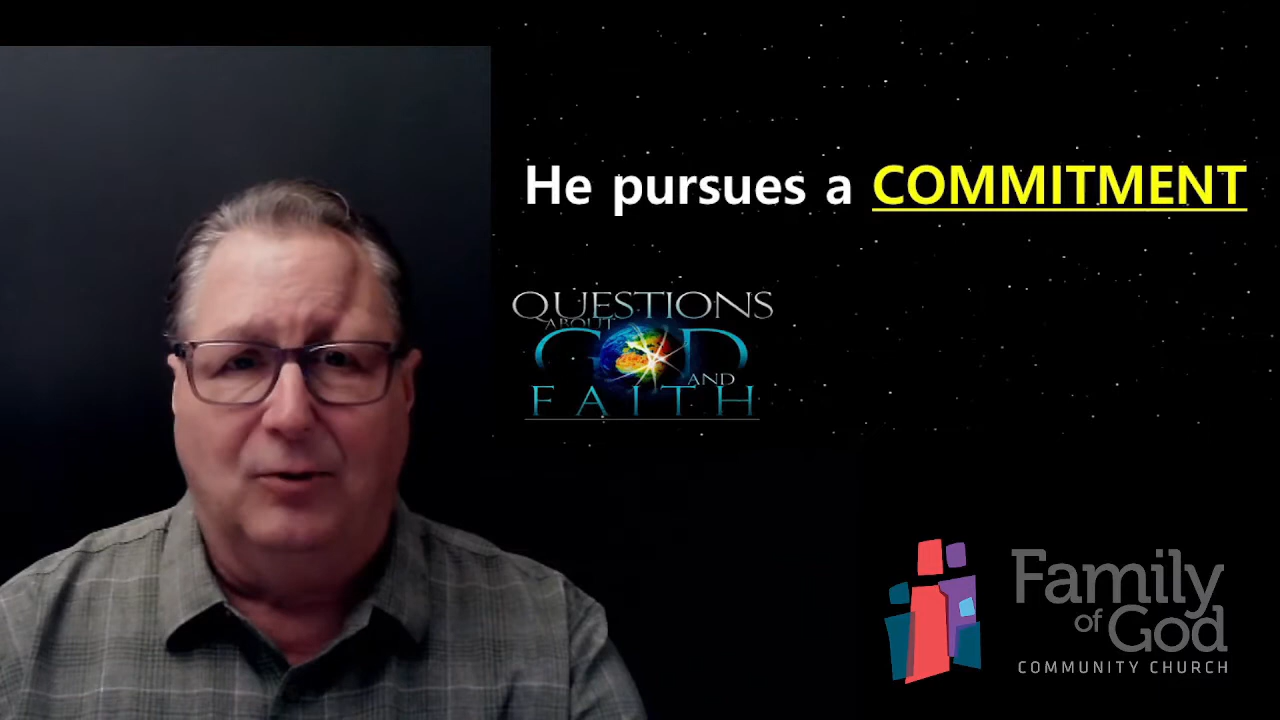 He pursues a COMMITMENT
QUESTIONS
ABOUT
GOD
AND
FAITH
Family
of God
COMMUNITY CHURCH